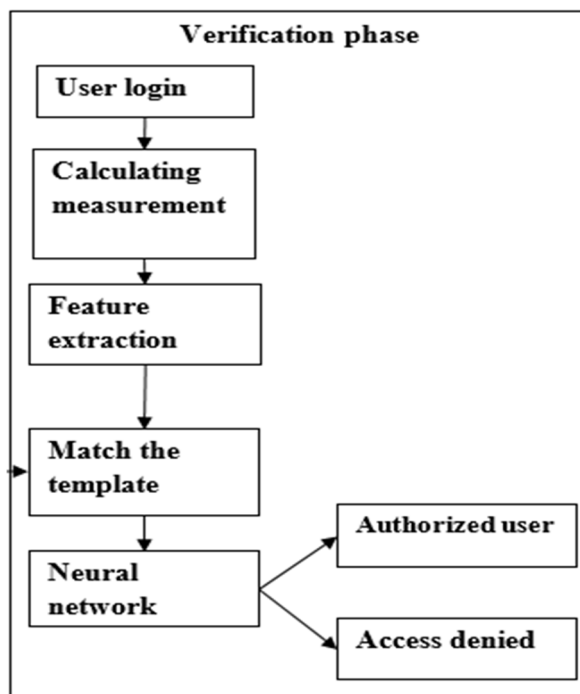 Verification phase
User login
Calculating
measurement
Feature
extraction
Match the
template
Neural
network
Authorized user
Access denied